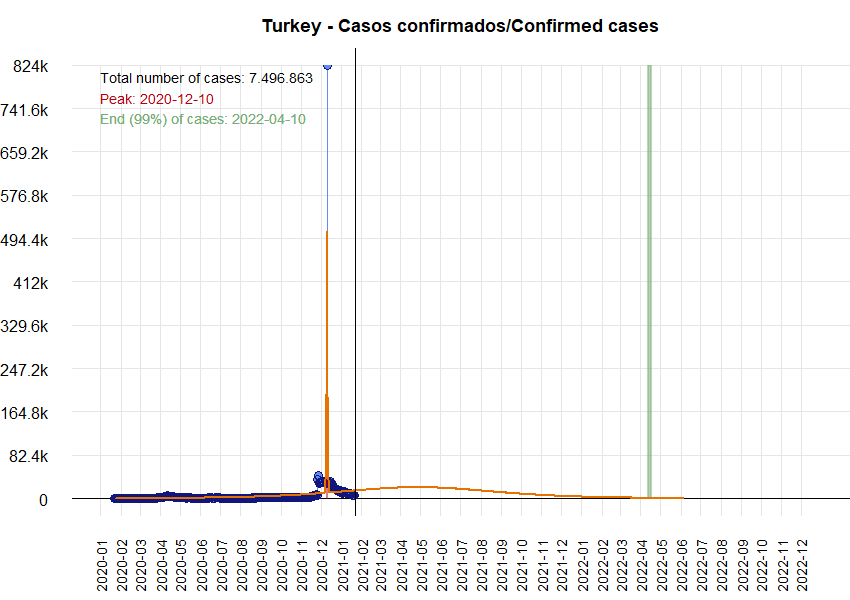 Turkey - Casos confirmados/Confirmed cases
824k
741.6k
659.2k
576.8k
494.4k
412k
329.6k
247.2k
164.8k
82.4k
0
Total number of cases: 7.496.863
Peak: 2020-12-10
End (99%) of cases: 2022-04-10
2020-01
2020-02
2020-03
2020-04
2020-05
2020-06
2020-07
2020-08
2020-09
2020-10
2020-11
2020-12
2021-01
2021-02
2021-03
2021-04
2021-05
2021-06
2021-07
2021-08
2021-09
2021-10
2021-11
2021-12
2022-01
2022-02
2022-03
2022-04
2022-05
2022-06
2022-07
2022-08
2022-09
2022-10
2022-11
2022-12